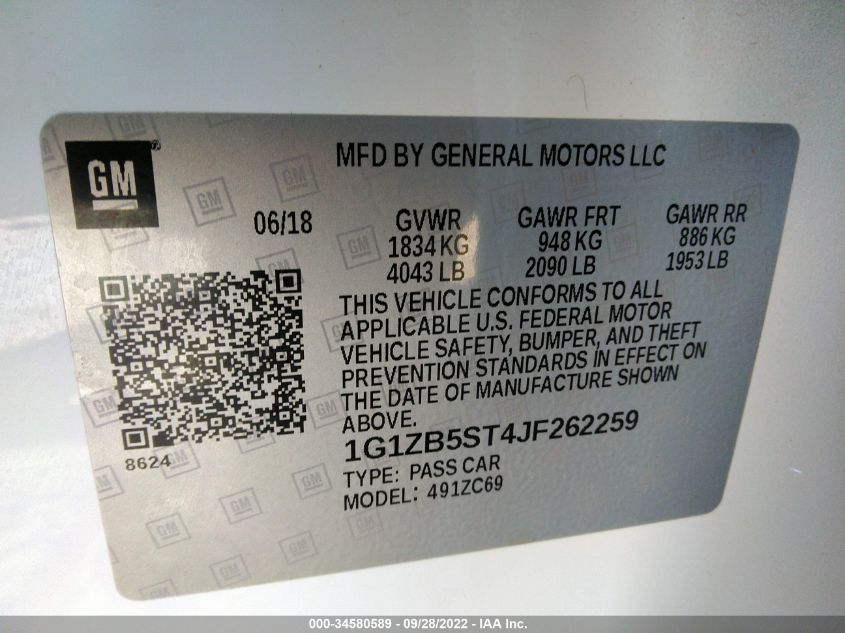 GM
MFD BY GENERAL MOTORS LLC
06/18 GVWR GAWR FRT GAWR RR
1834 KG 948 KG 886 KG
4043 LB 2090 LB 1953 LB
THIS VEHICLE CONFORMS TO ALL
APPLICABLE U.S. FEDERAL MOTOR
VEHICLE SAFETY, BUMPER, AND THEFT
PREVENTION STANDARDS IN EFFECT ON
THE DATE OF MANUFACTURE SHOWN
ABOVE.
8624
1G1ZB5ST4JF262259
TYPE: PASS CAR
MODEL: 491ZC69
000-34580589 - 09/28/2022 - IAA Inc.